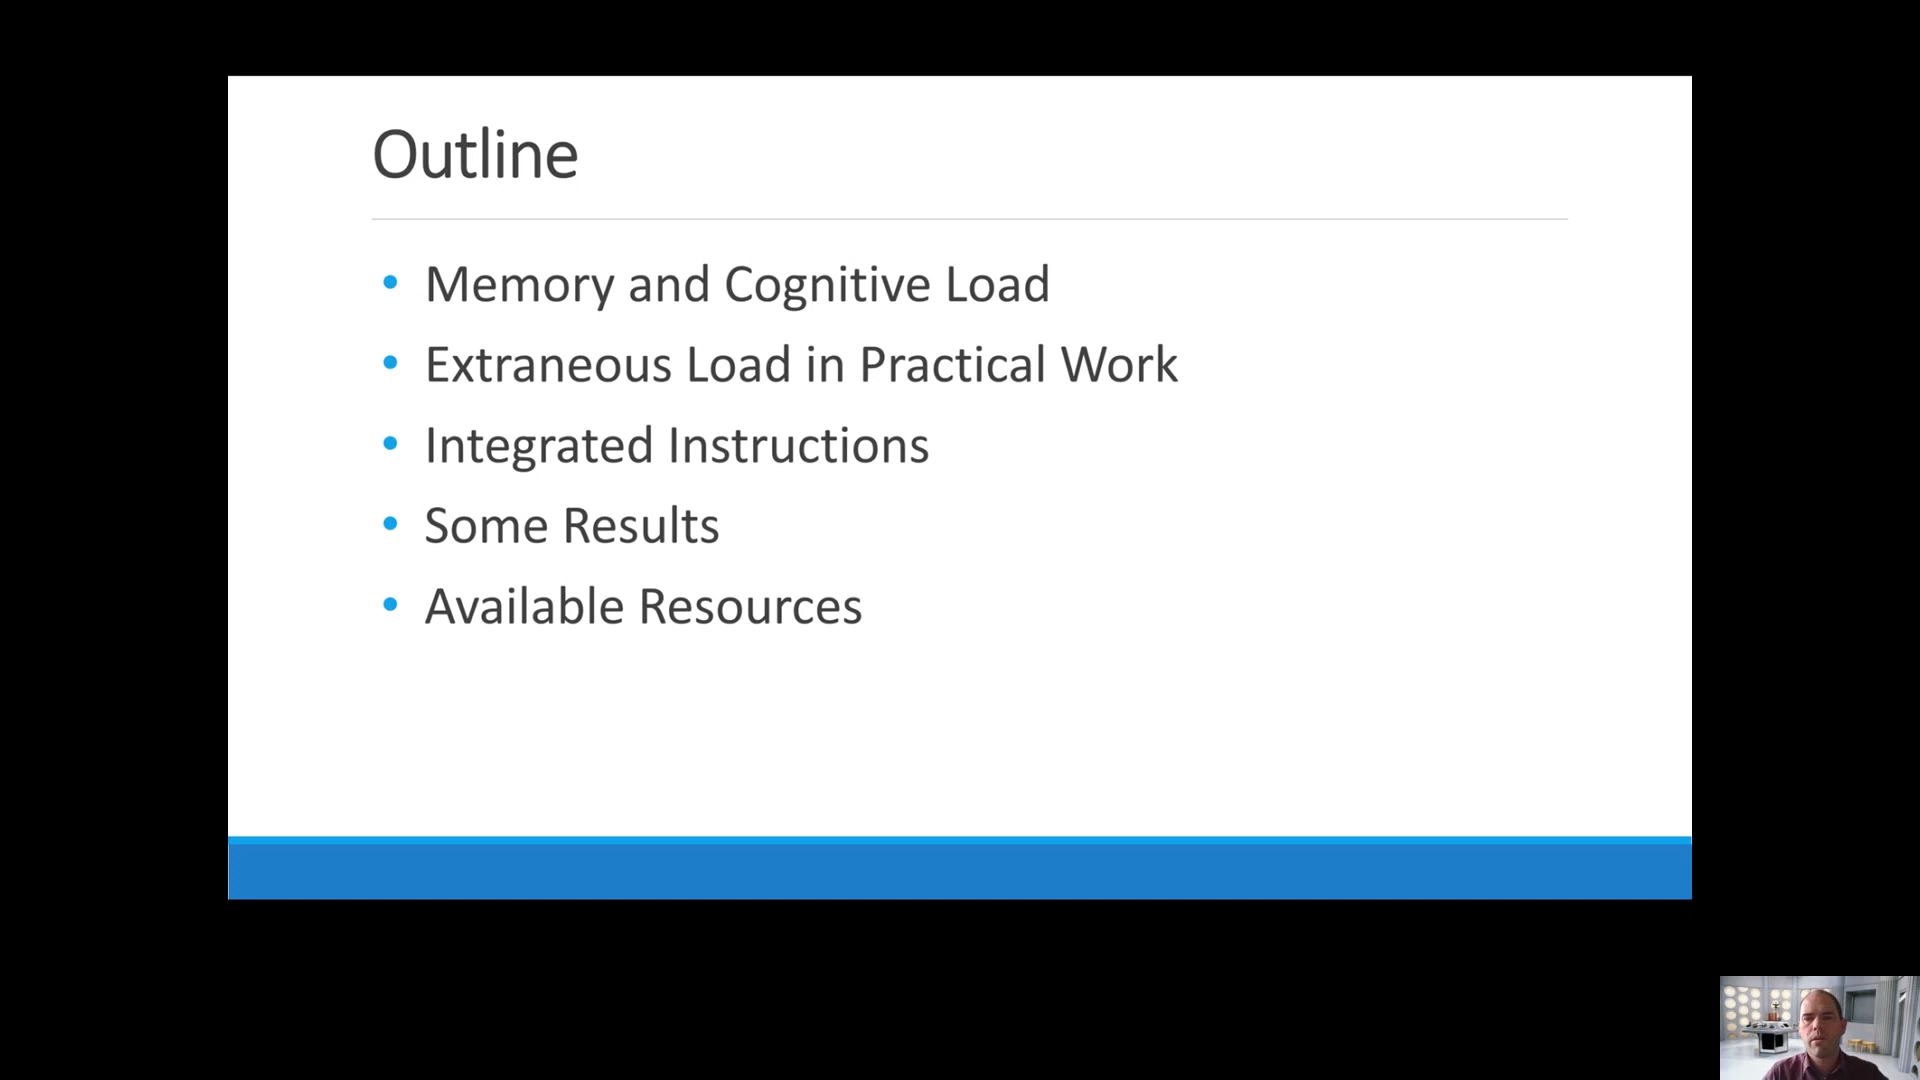 Outline
• Memory and Cognitive Load
• Extraneous Load in Practical Work
• Integrated Instructions
• Some Results
• Available Resources